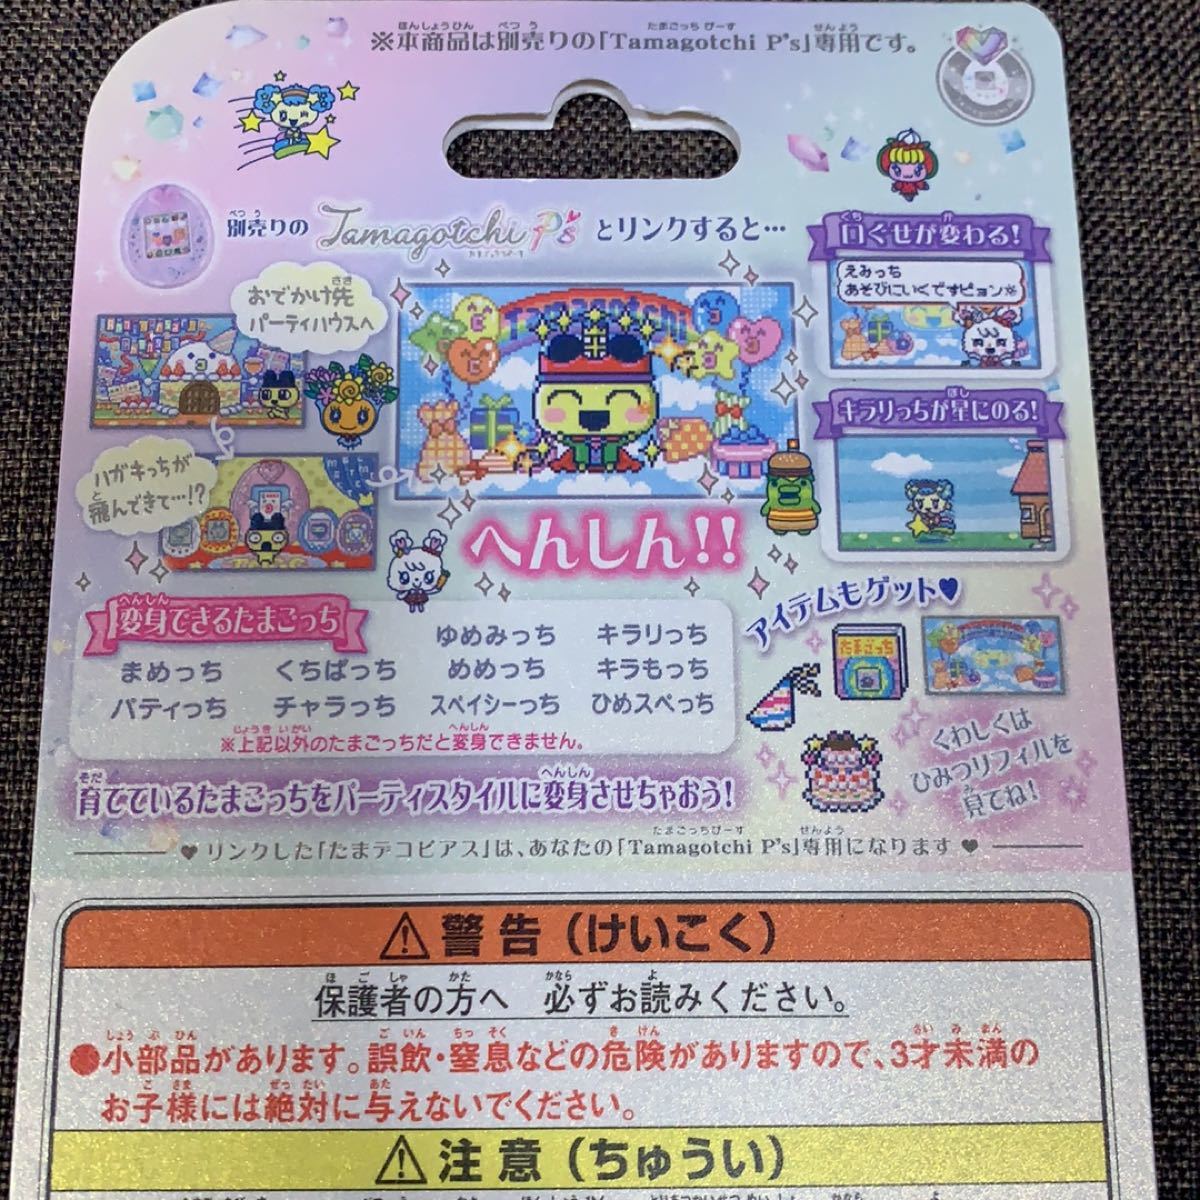 ※本商品は別売りの「Tamagotchi P's」専用です。
別売りの Tamagotchi P's とリンクすると…
おでかけ先
パーティハウスへ
ハガキっちが
飛んできて…!?
Tamagotchi
へんしん!!
口ぐせが変わる!
えみっち
あそびにいくですピョン※
キラリっちが星にのる!
変身できるたまごっち
ゆめみっち キラリっち
まめっち くちぱっち めめっち キラもっち
パティっち チャラっち スペイシーっち ひめスペっち
※上記以外のたまごっちだと変身できません。
アイテムもゲット♥
たまごっち
くわしくは
ひみつリフィルを
見てね!
育てているたまごっちをパーティスタイルに変身させちゃおう!
♥ リンクした「たまデコピアス」は、あなたの「Tamagotchi P's」専用になります ♥
⚠警告(けいこく)
保護者の方へ 必ずお読みください。
●小部品があります。誤飲・窒息などの危険がありますので、3才未満の
お子様には絶対に与えないでください。
⚠注意(ちゅうい)